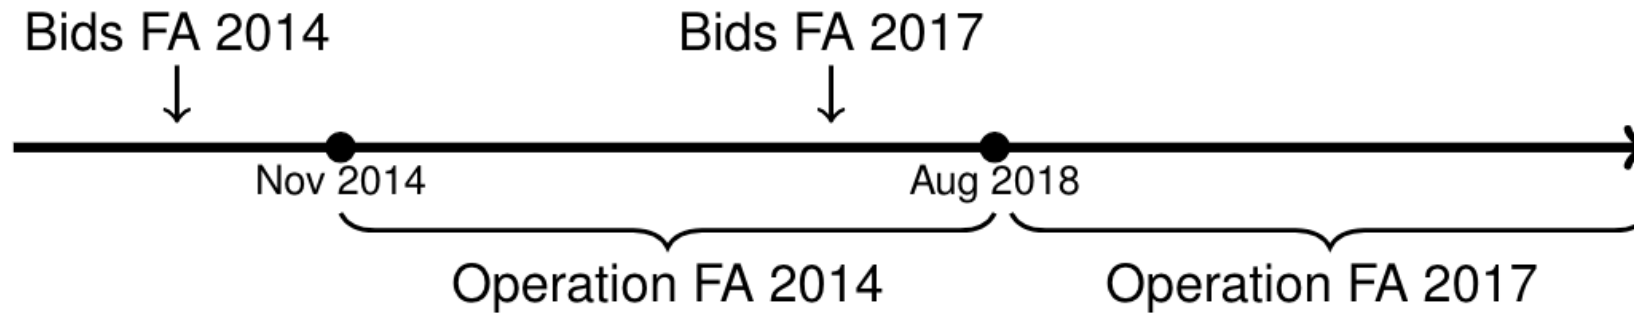 Bids FA 2014
Bids FA 2017
Nov 2014
Aug 2018
Operation FA 2014
Operation FA 2017